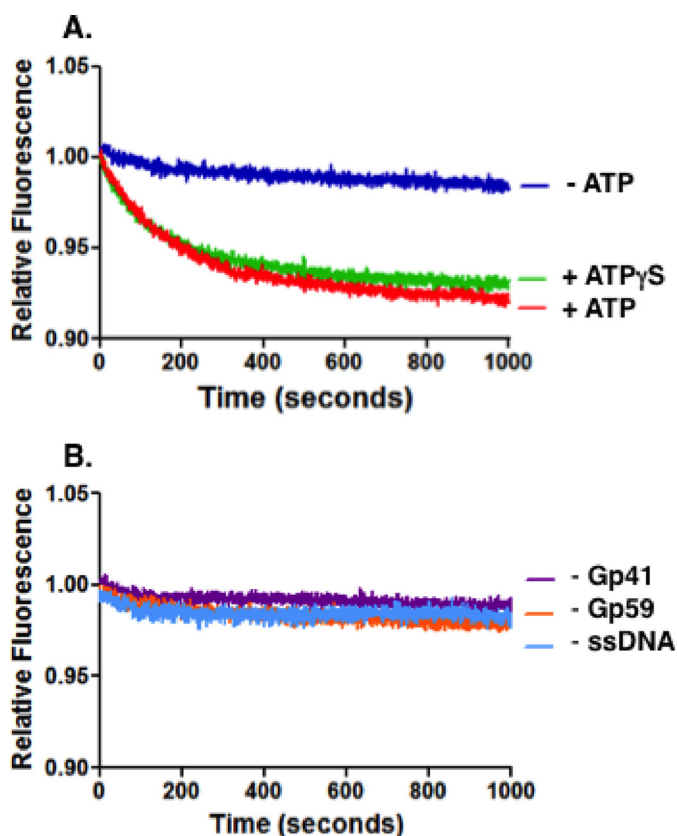 A.
Relative Fluorescence
1.05
1.00
0.95
0.90
- ATP
+ ATPγS
+ ATP
0 200 400 600 800 1000
Time (seconds)
B.
Relative Fluorescence
1.05
1.00
0.95
0.90
- Gp41
- Gp59
- ssDNA
0 200 400 600 800 1000
Time (seconds)